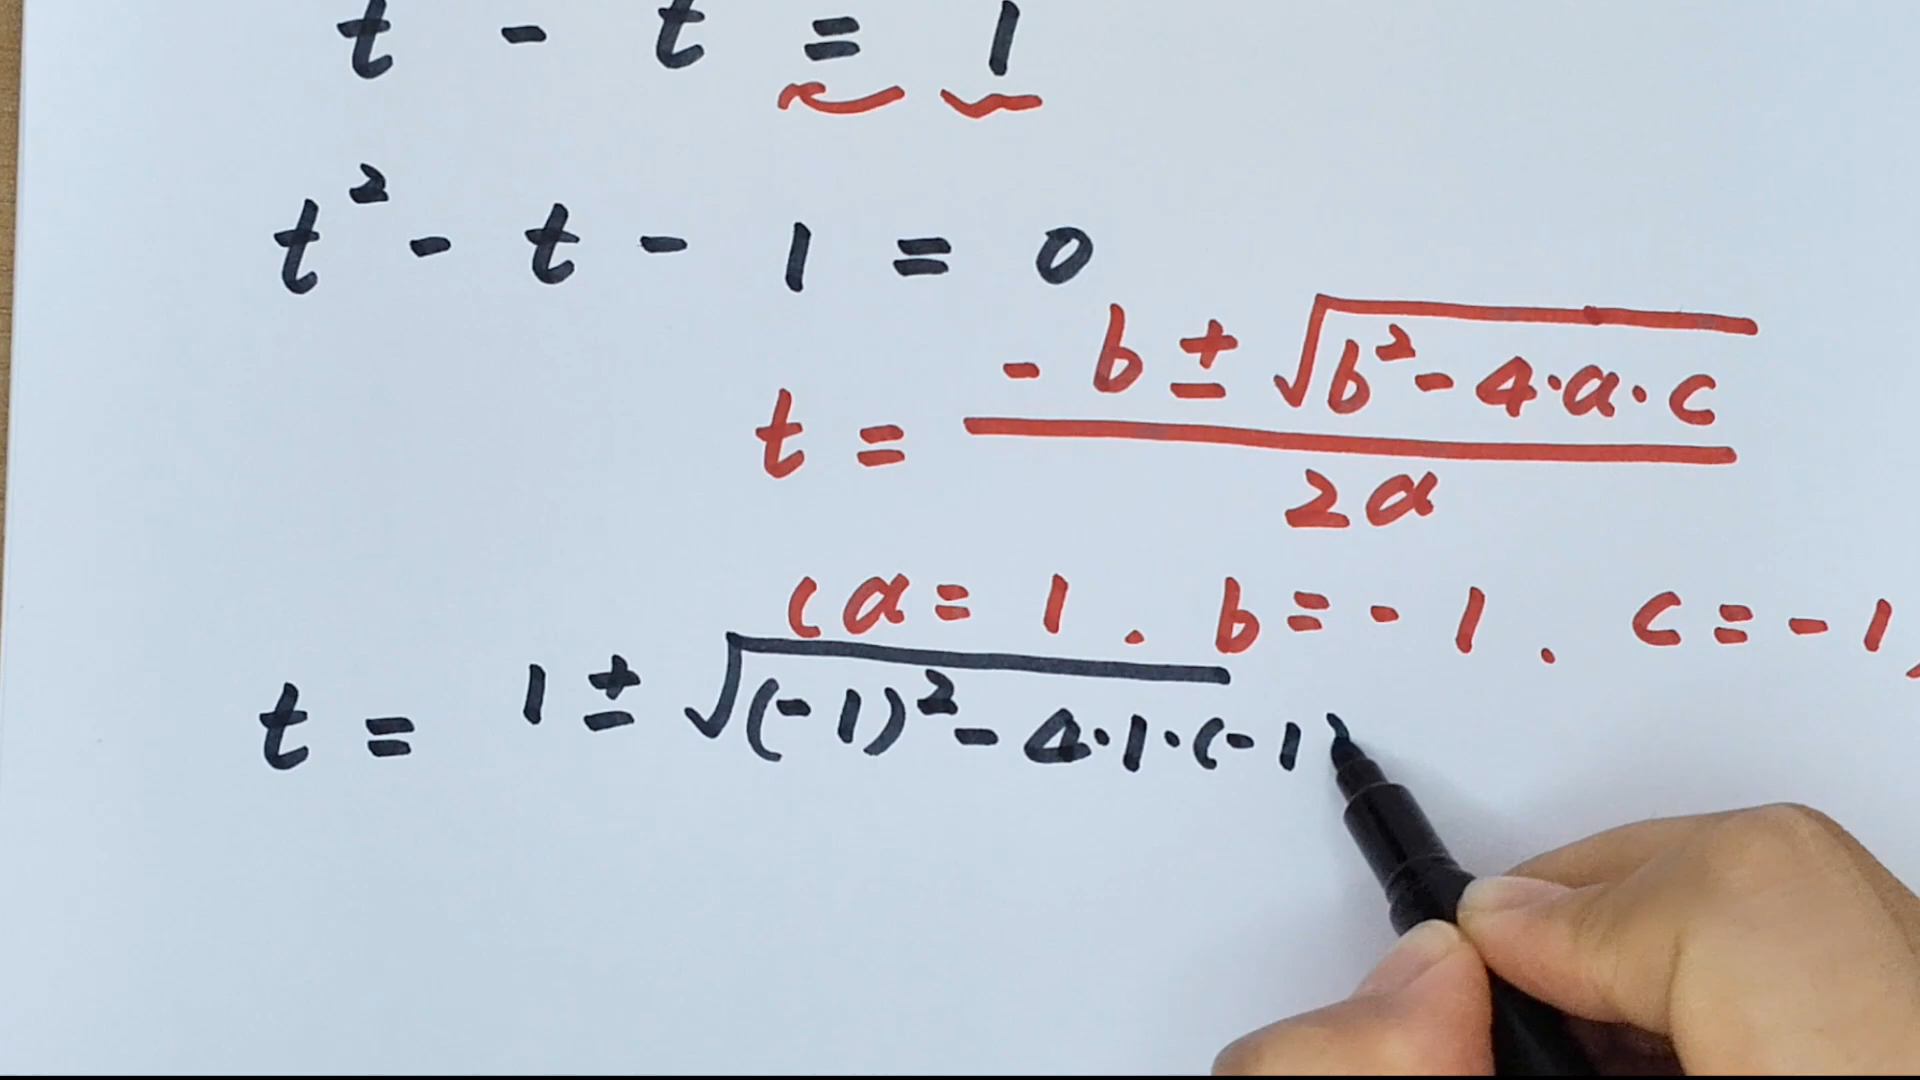 t - t = 1
t² - t - 1 = 0
t = (-b ± √(b² - 4·a·c)) / 2a
(a = 1. b = -1. c = -1,
t = 1 ± √((-1)² - 4·1·(-1)